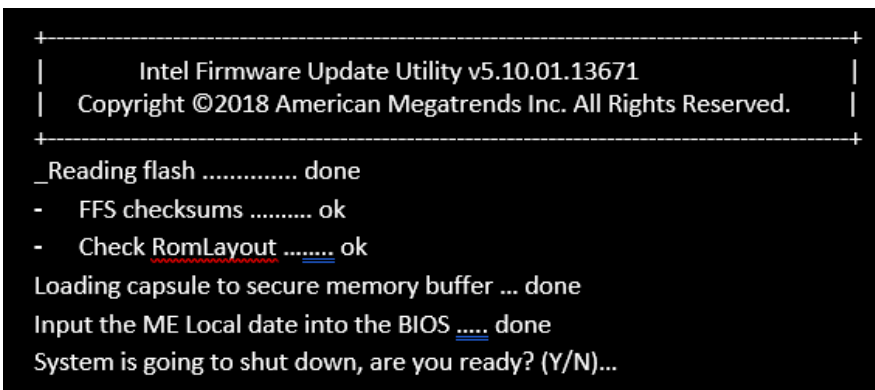 +------------------------------------------------------------------------------------------------+
|          Intel Firmware Update Utility v5.10.01.13671          |
|    Copyright ©2018 American Megatrends Inc. All Rights Reserved.    |
+------------------------------------------------------------------------------------------------+
_Reading flash .............. done
-    FFS checksums .......... ok
-    Check RomLayout ........ ok
Loading capsule to secure memory buffer ... done
Input the ME Local date into the BIOS ..... done
System is going to shut down, are you ready? (Y/N)...